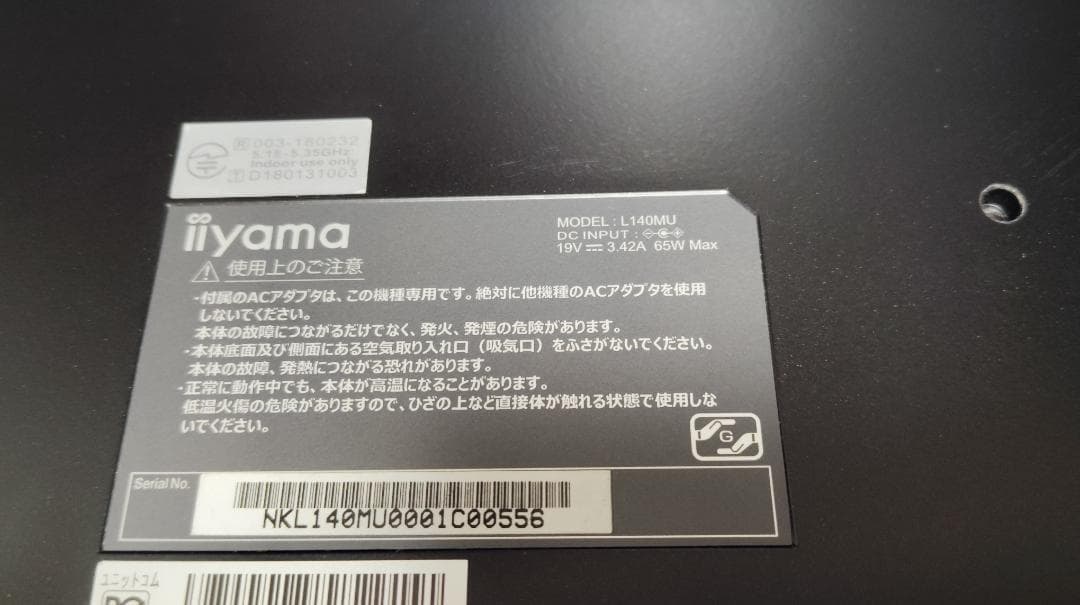 R 003-180232
5.15-5.35GHz
Indoor use only
T D180131003
iiyama
MODEL : L140MU
DC INPUT :
19V 3.42A 65W Max
使用上のご注意
-付属のACアダプタは、この機種専用です。絶対に他機種のACアダプタを使用
しないでください。
本体の故障につながるだけでなく、発火、発煙の危険があります。
-本体底面及び側面にある空気取り入れ口（吸気口）をふさがないでください。
本体の故障、発熱につながる恐れがあります。
-正常に動作中でも、本体が高温になることがあります。
低温火傷の危険がありますので、ひざの上など直接体が触れる状態で使用しな
いでください。
G
Serial No.
NKL140MU0001C00556
ユニットコム